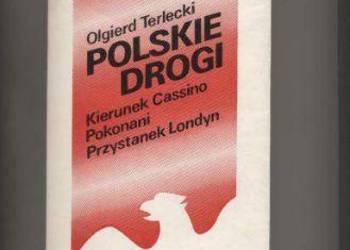 Olgierd Terlecki
POLSKIE
DROGI
Kierunek Cassino
Pokonani
Przystanek Londyn